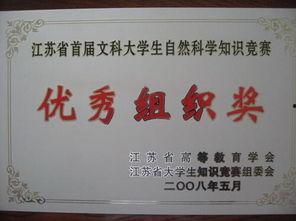 江苏省首届文科大学生自然科学知识竞赛
优秀组织奖
江苏省高等教育学会
江苏省大学生知识竞赛组委会
二〇〇八年五月